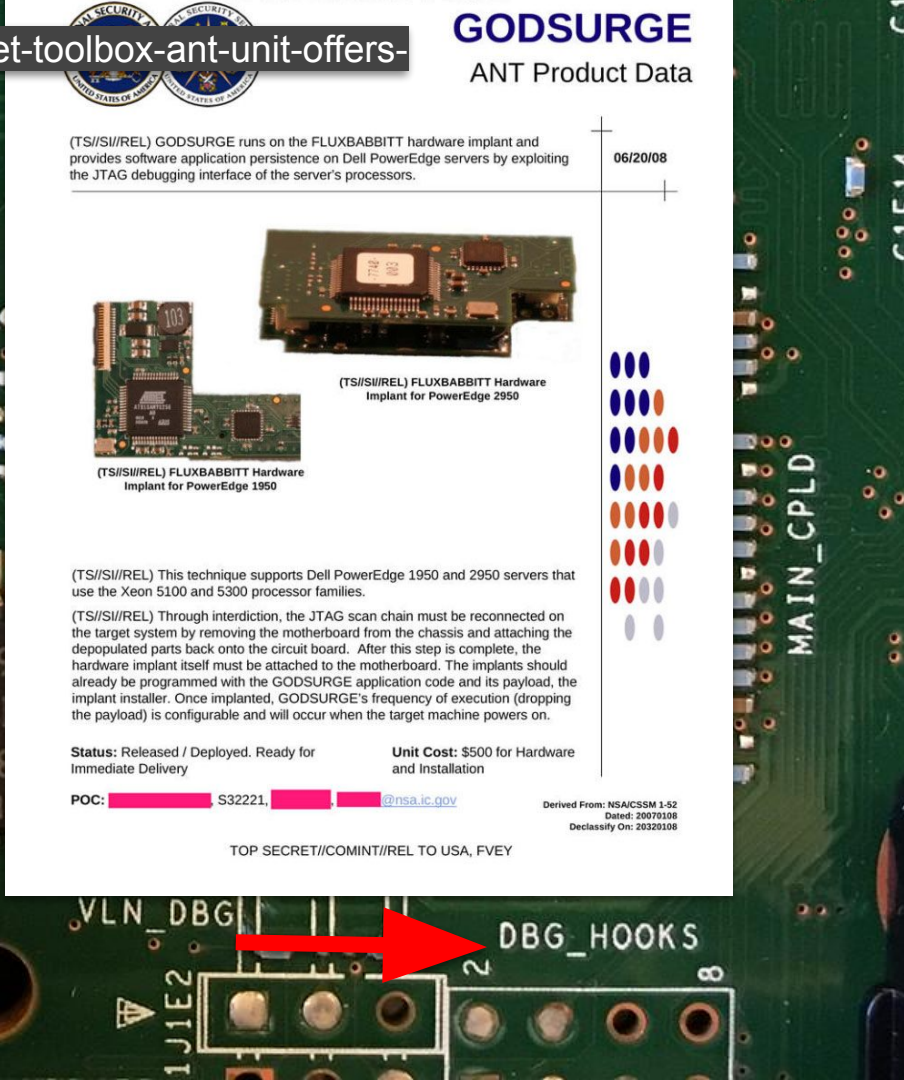 GODSURGE
et-toolbox-ant-unit-offers-
ANT Product Data
(TS//SI//REL) GODSURGE runs on the FLUXBABBITT hardware implant and
provides software application persistence on Dell PowerEdge servers by exploiting
the JTAG debugging interface of the server's processors.
06/20/08
103
(TS//SI//REL) FLUXBABBITT Hardware
Implant for PowerEdge 2950
(TS//SI//REL) FLUXBABBITT Hardware
Implant for PowerEdge 1950
(TS//SI//REL) This technique supports Dell PowerEdge 1950 and 2950 servers that
use the Xeon 5100 and 5300 processor families.
(TS//SI//REL) Through interdiction, the JTAG scan chain must be reconnected on
the target system by removing the motherboard from the chassis and attaching the
depopulated parts back onto the circuit board. After this step is complete, the
hardware implant itself must be attached to the motherboard. The implants should
already be programmed with the GODSURGE application code and its payload, the
implant installer. Once implanted, GODSURGE's frequency of execution (dropping
the payload) is configurable and will occur when the target machine powers on.
Status: Released / Deployed. Ready for
Immediate Delivery
Unit Cost: $500 for Hardware
and Installation
POC: , S32221, , @nsa.ic.gov
Derived From: NSA/CSSM 1-52
Dated: 20070108
Declassify On: 20320108
TOP SECRET//COMINT//REL TO USA, FVEY
MAIN_CPLD
VLN_DBG
DBG_HOOKS
2
8
1 J1E2